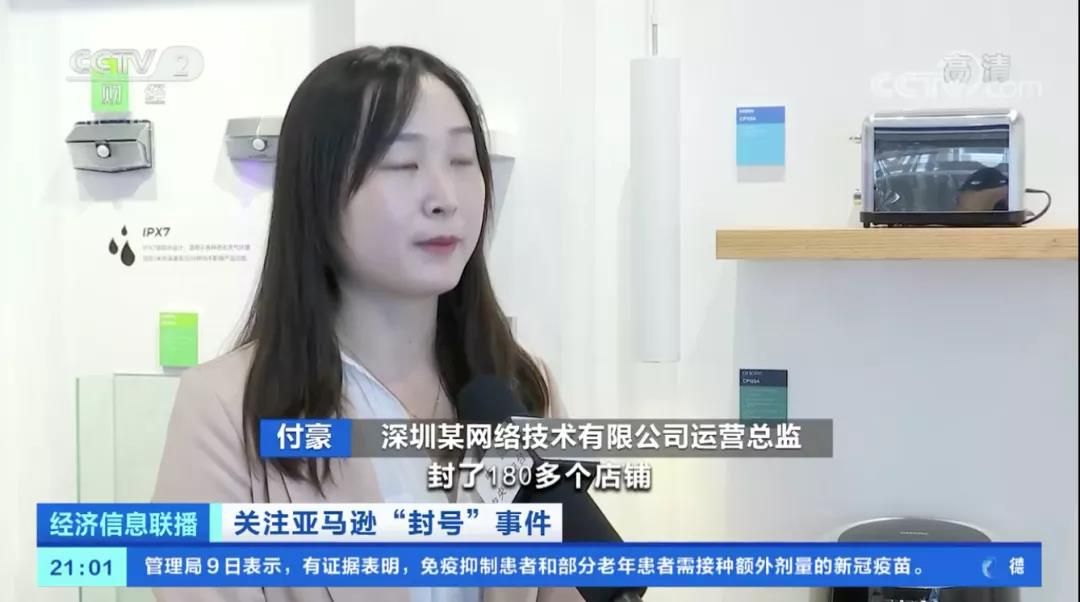 CCTV 2
财经
高清
CCTV.com
IPX7
CP120A
付豪 深圳某网络技术有限公司运营总监
封了180多个店铺
经济信息联播 关注亚马逊“封号”事件
21:01 管理局9日表示，有证据表明，免疫抑制患者和部分老年患者需接种额外剂量的新冠疫苗。 德